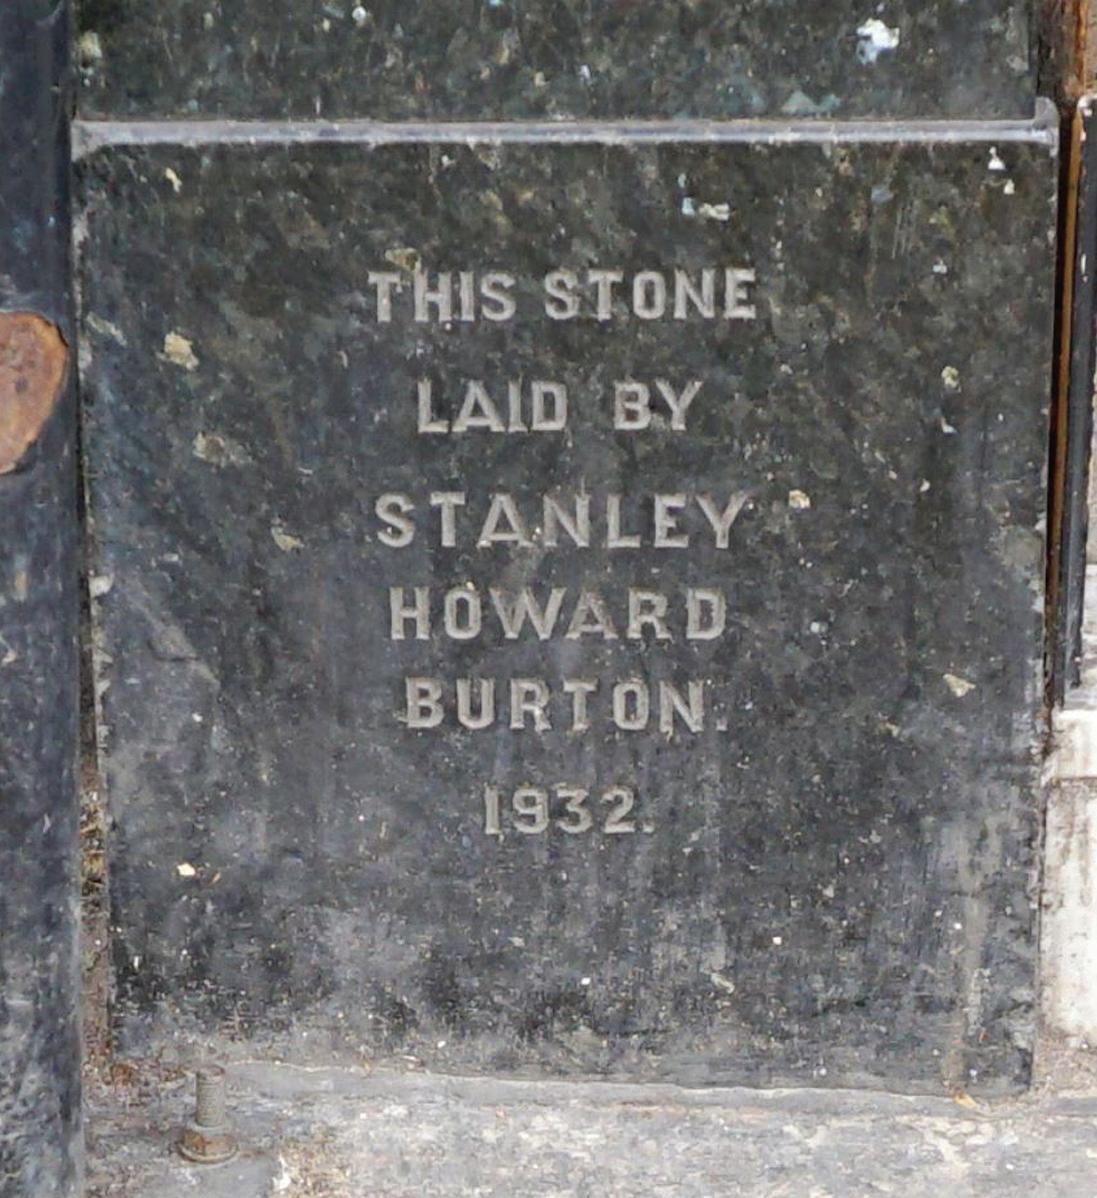 THIS STONE
LAID BY
STANLEY
HOWARD
BURTON.
1932.